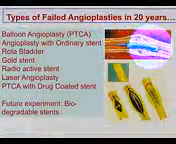 Types of Failed Angioplasties in 20 years...
Balloon Angioplasty (PTCA)
Angioplasty with Ordinary stent
Rota Blader
Gold stent
Radio active stent
Laser Angioplasty
PTCA with Drug Coated stent
Future experiment: Bio-
degradable stents.